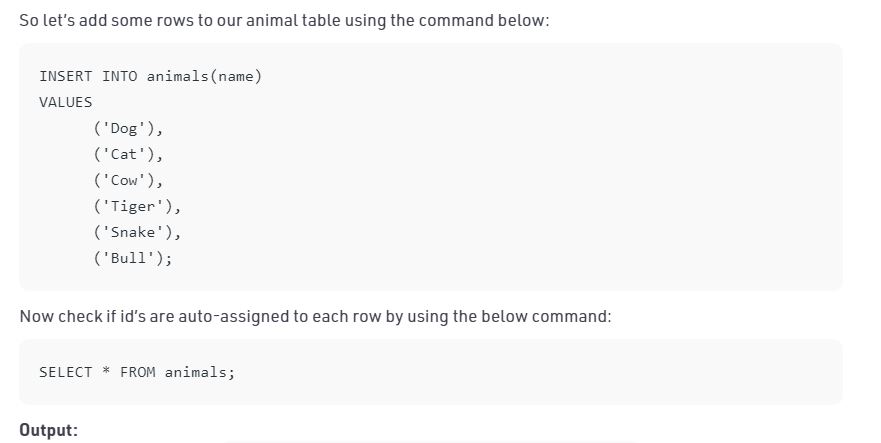 So let's add some rows to our animal table using the command below:
INSERT INTO animals(name)
VALUES
('Dog'),
('Cat'),
('Cow'),
('Tiger'),
('Snake'),
('Bull');
Now check if id's are auto-assigned to each row by using the below command:
SELECT * FROM animals;
Output: